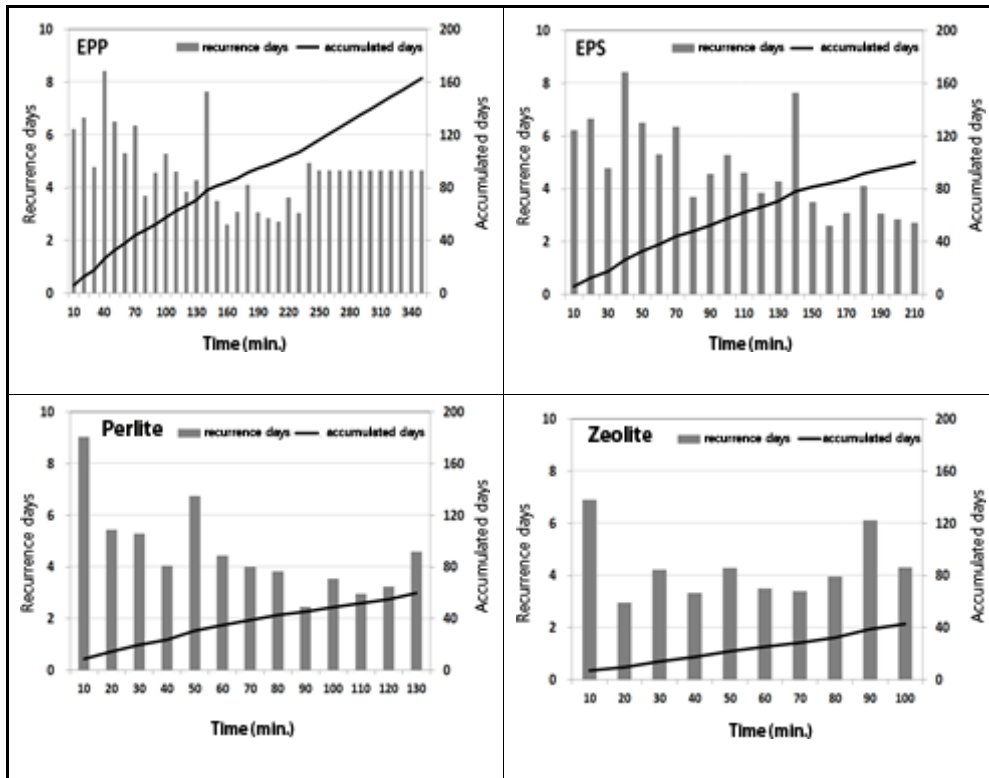 EPP
recurrence days
accumulated days
10
8
6
4
2
0
200
160
120
80
40
0
Recurrence days
Accumulated days
10 40 70 100 130 160 190 220 250 280 310 340
Time (min.)
EPS
recurrence days
accumulated days
10
8
6
4
2
0
200
160
120
80
40
0
Recurrence days
Accumulated days
10 30 50 70 90 110 130 150 170 190 210
Time (min.)
Perlite
recurrence days
accumulated days
10
8
6
4
2
0
200
160
120
80
40
0
Recurrence days
Accumulated days
10 20 30 40 50 60 70 80 90 100 110 120 130
Time (min.)
Zeolite
recurrence days
accumulated days
10
8
6
4
2
0
200
160
120
80
40
0
Recurrence days
Accumulated days
10 20 30 40 50 60 70 80 90 100
Time (min.)